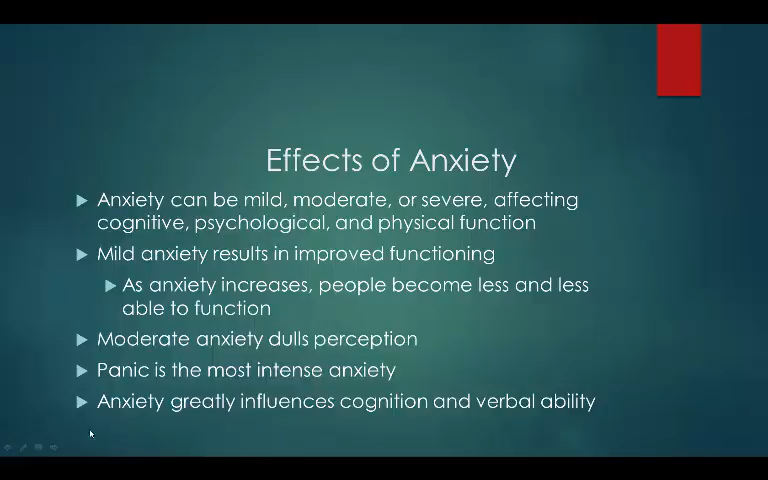 Effects of Anxiety
Anxiety can be mild, moderate, or severe, affecting
cognitive, psychological, and physical function
Mild anxiety results in improved functioning
As anxiety increases, people become less and less
able to function
Moderate anxiety dulls perception
Panic is the most intense anxiety
Anxiety greatly influences cognition and verbal ability